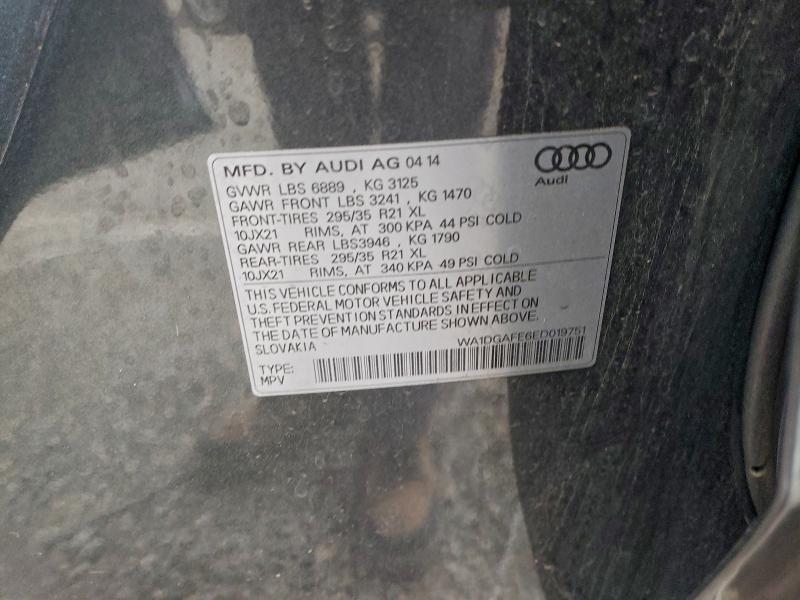 MFD. BY AUDI AG 04 14
Audi
GVWR LBS 6889 , KG 3125
GAWR FRONT LBS 3241 , KG 1470
FRONT-TIRES 295/35 R21 XL
10JX21 RIMS, AT 300 KPA 44 PSI COLD
GAWR REAR LBS3946 , KG 1790
REAR-TIRES 295/35 R21 XL
10JX21 RIMS, AT 340 KPA 49 PSI COLD
THIS VEHICLE CONFORMS TO ALL APPLICABLE
U.S. FEDERAL MOTOR VEHICLE SAFETY AND
THEFT PREVENTION STANDARDS IN EFFECT ON
THE DATE OF MANUFACTURE SHOWN ABOVE.
SLOVAKIA WA1DGAFE6ED019751
TYPE:
MPV